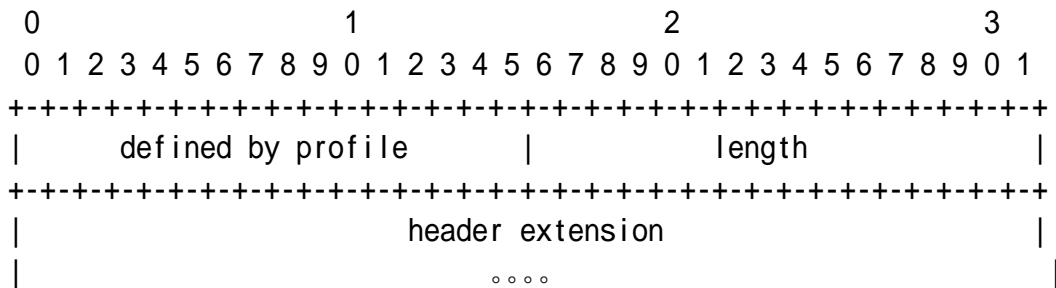 0                   1                   2                   3
0 1 2 3 4 5 6 7 8 9 0 1 2 3 4 5 6 7 8 9 0 1 2 3 4 5 6 7 8 9 0 1
+-+-+-+-+-+-+-+-+-+-+-+-+-+-+-+-+-+-+-+-+-+-+-+-+-+-+-+-+-+-+-+-+
|      defined by profile       |           length              |
+-+-+-+-+-+-+-+-+-+-+-+-+-+-+-+-+-+-+-+-+-+-+-+-+-+-+-+-+-+-+-+-+
|                        header extension                       |
|                             。。。。                              |